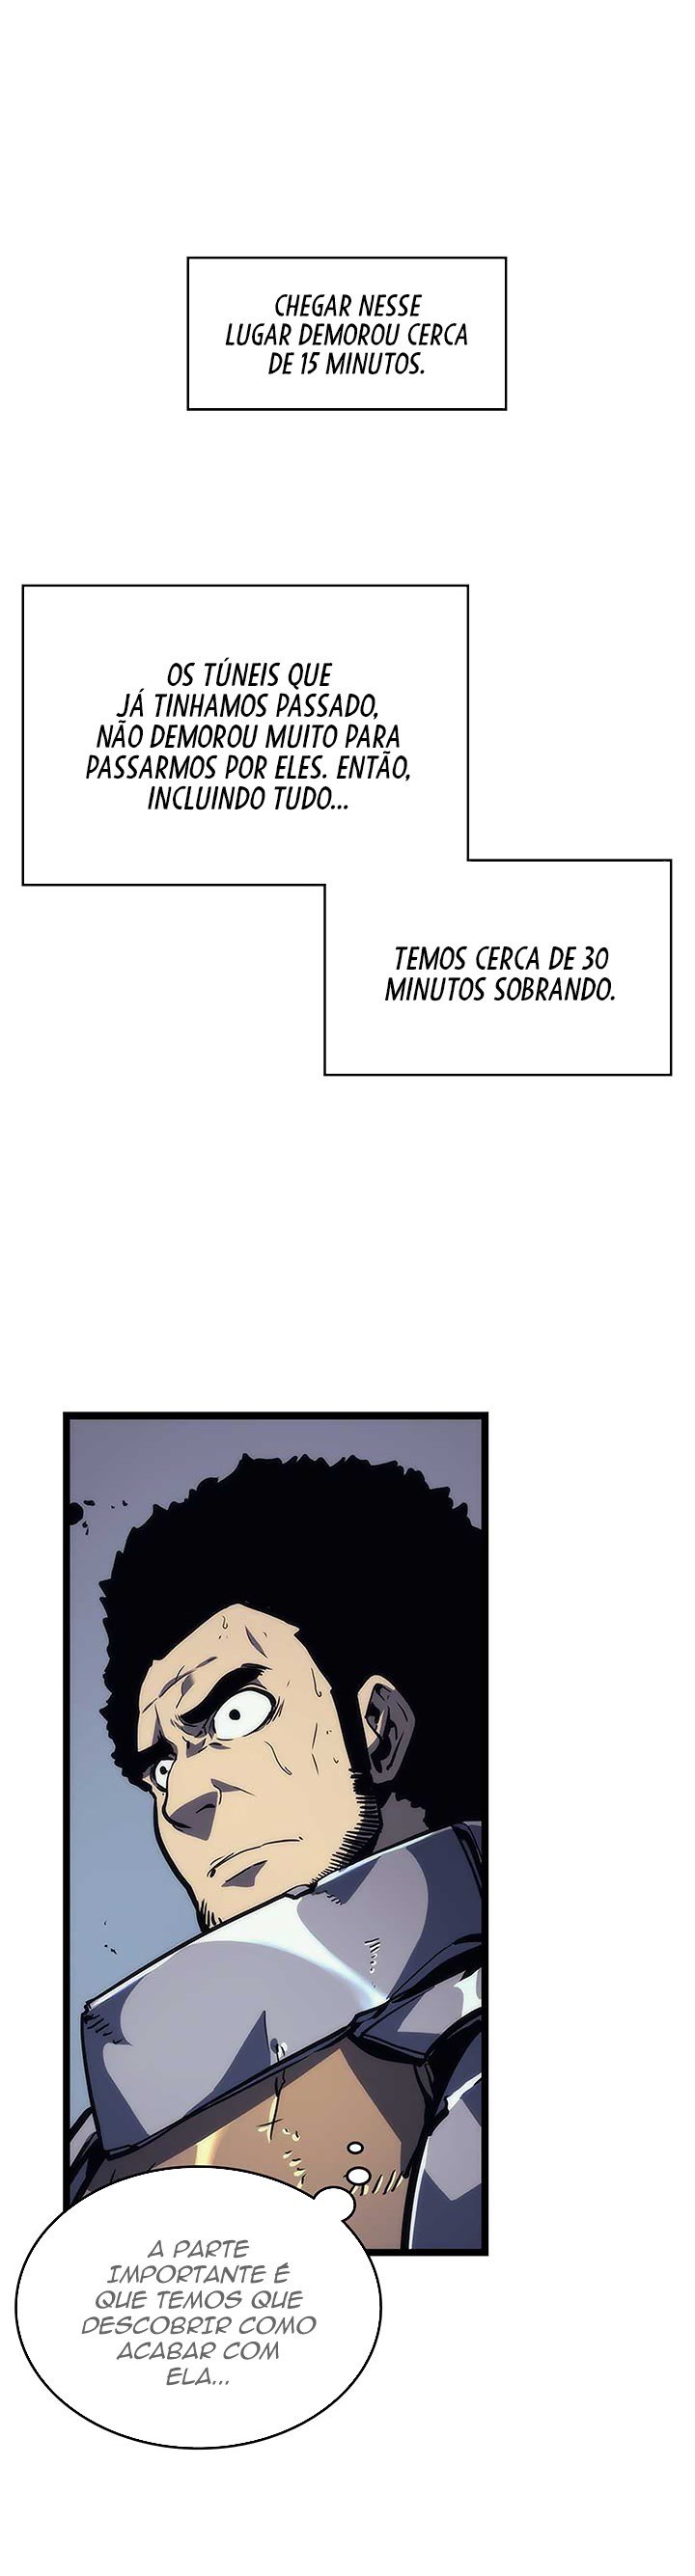 CHEGAR NESSE
LUGAR DEMOROU CERCA
DE 15 MINUTOS.
OS TÚNEIS QUE
JÁ TINHAMOS PASSADO,
NÃO DEMOROU MUITO PARA
PASSARMOS POR ELES. ENTÃO,
INCLUINDO TUDO...
TEMOS CERCA DE 30
MINUTOS SOBRANDO.
A PARTE
IMPORTANTE É
QUE TEMOS QUE
DESCOBRIR COMO
ACABAR COM
ELA...